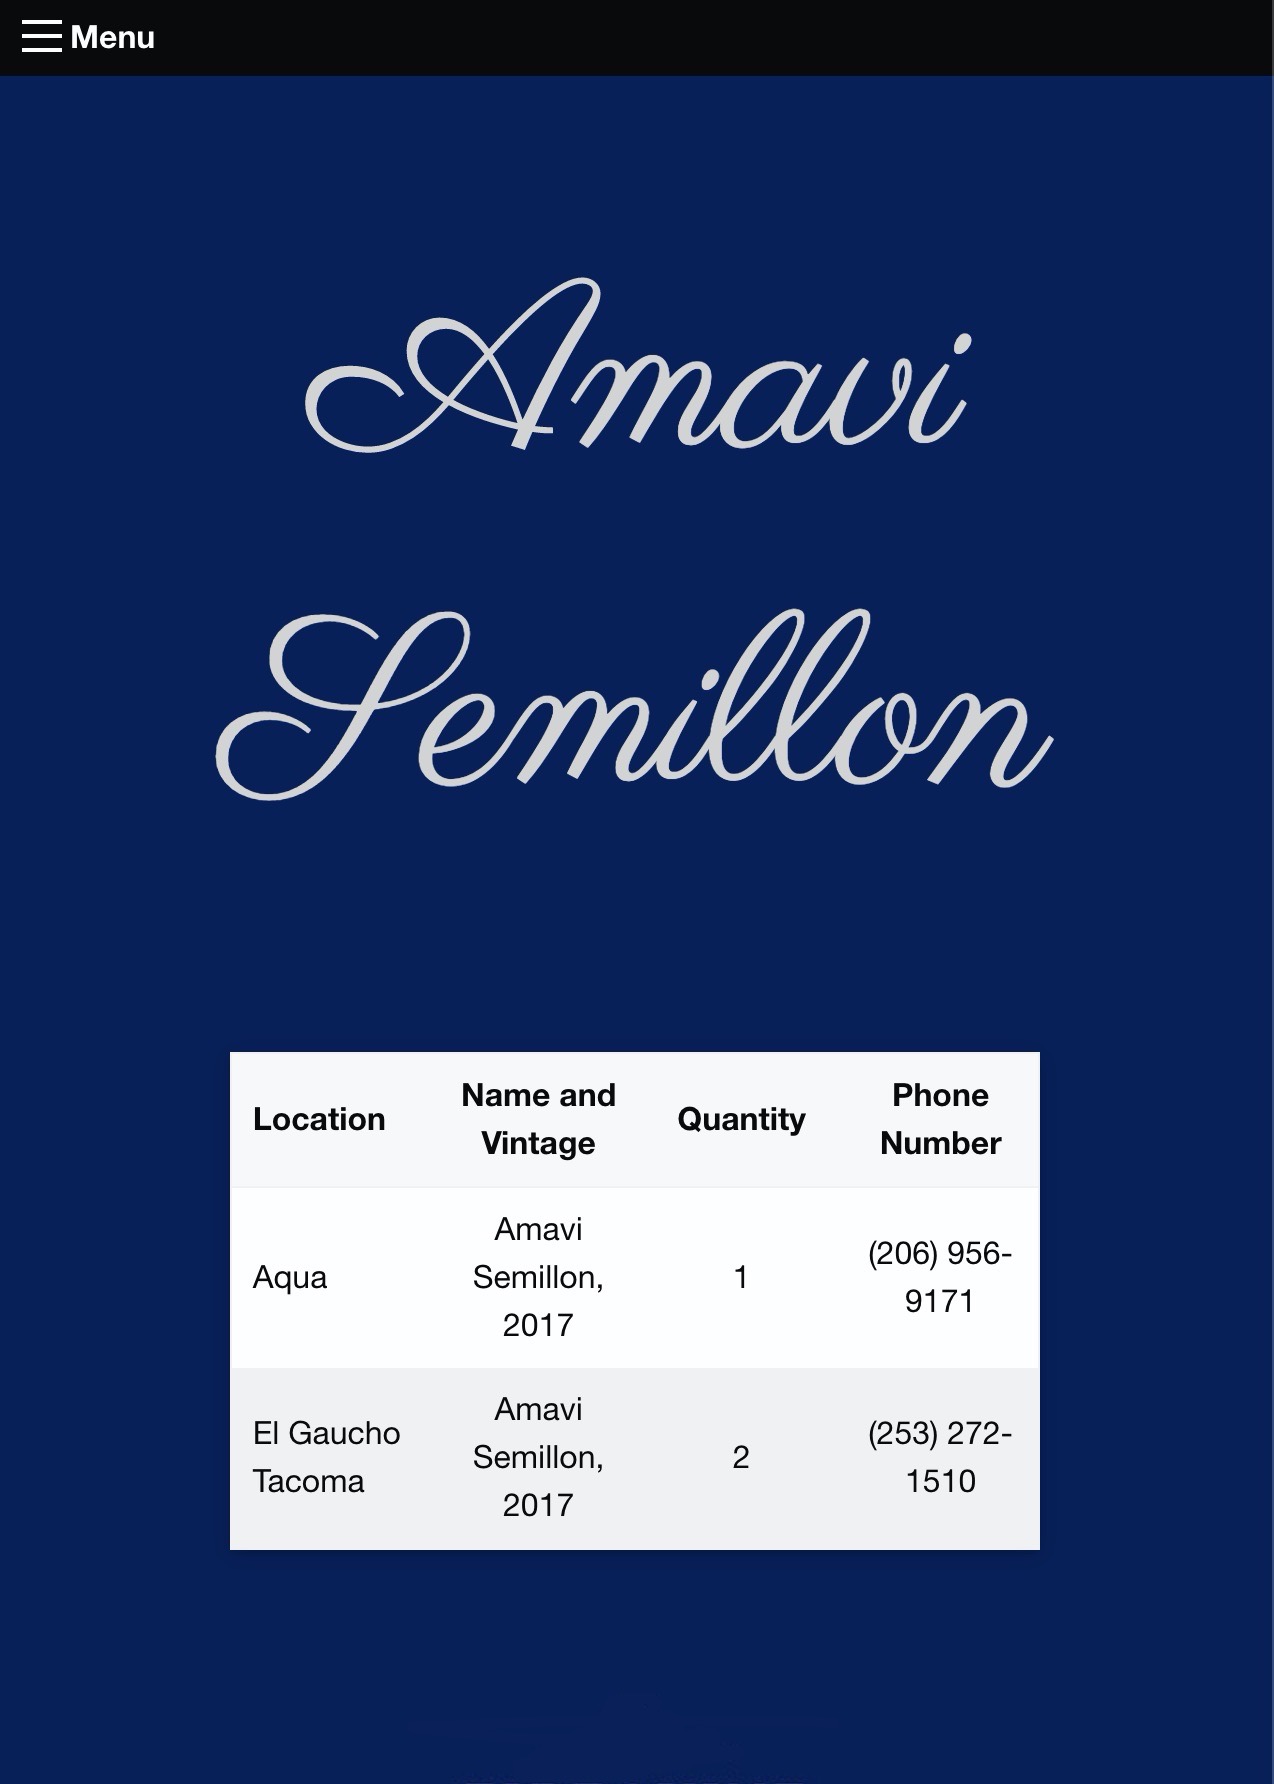 Menu
Amavi
Semillon
Location
Name and
Vintage
Quantity
Phone
Number
Aqua
Amavi
Semillon,
2017
1
(206) 956-
9171
El Gaucho
Tacoma
Amavi
Semillon,
2017
2
(253) 272-
1510